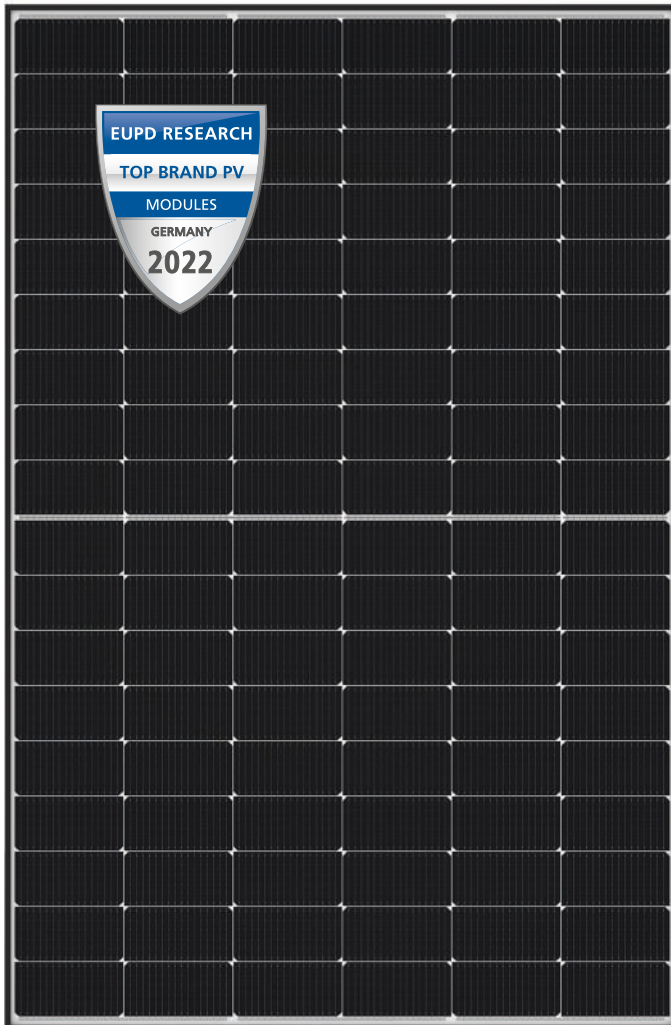 EUPD RESEARCH
TOP BRAND PV
MODULES
GERMANY
2022